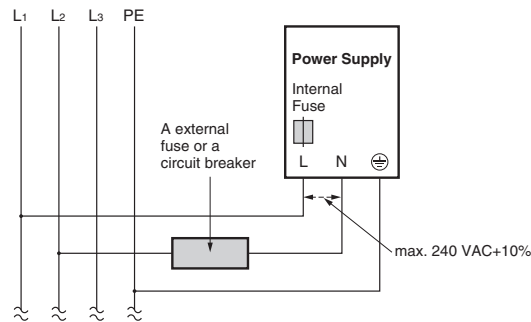 L1 L2 L3 PE
Power Supply
Internal
Fuse
A external
fuse or a
circuit breaker
L N
max. 240 VAC+10%